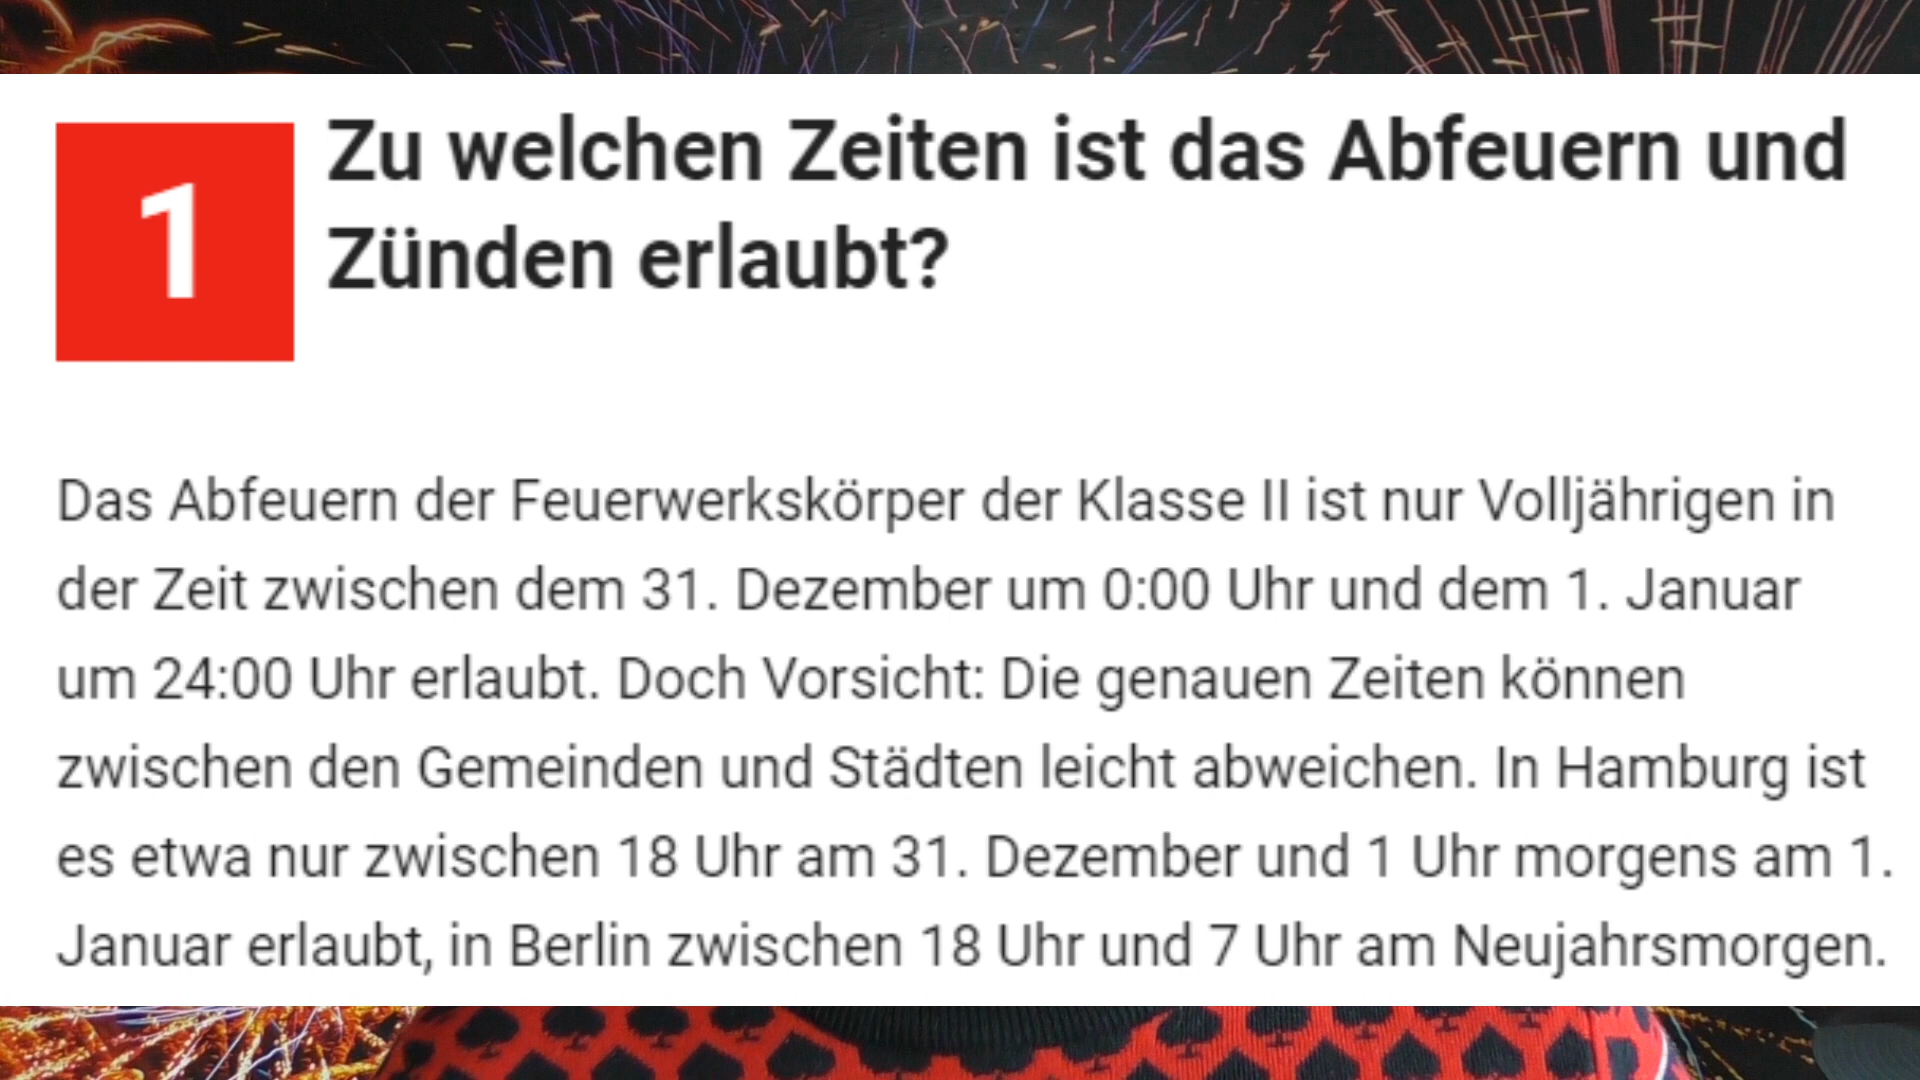 1
Zu welchen Zeiten ist das Abfeuern und
Zünden erlaubt?
Das Abfeuern der Feuerwerkskörper der Klasse II ist nur Volljährigen in
der Zeit zwischen dem 31. Dezember um 0:00 Uhr und dem 1. Januar
um 24:00 Uhr erlaubt. Doch Vorsicht: Die genauen Zeiten können
zwischen den Gemeinden und Städten leicht abweichen. In Hamburg ist
es etwa nur zwischen 18 Uhr am 31. Dezember und 1 Uhr morgens am 1.
Januar erlaubt, in Berlin zwischen 18 Uhr und 7 Uhr am Neujahrsmorgen.